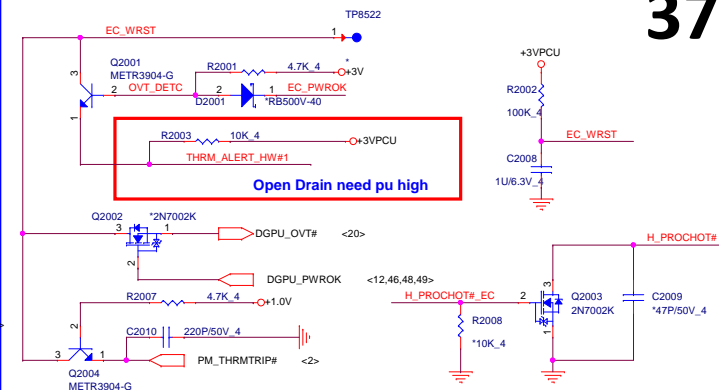 37
TP8522
EC_WRST
1
+3VPCU
Q2001
METR3904-G
3
2
1
OVT_DETC
R2001
4.7K_4
*
+3V
2
1
EC_PWROK
D2001
*RB500V-40
R2002
100K_4
EC_WRST
R2003
10K_4
+3VPCU
THRM_ALERT_HW#1
Open Drain need pu high
C2008
1U/6.3V_4
Q2002
*2N7002K
3
1
2
DGPU_OVT#
<20>
DGPU_PWROK
<12,46,48,49>
H_PROCHOT#
R2007
4.7K_4
+1.0V
2
H_PROCHOT#_EC
2
3
1
Q2003
2N7002K
C2009
*47P/50V_4
C2010
220P/50V_4
R2008
*10K_4
3
1
PM_THRMTRIP#
<2>
Q2004
METR3904-G